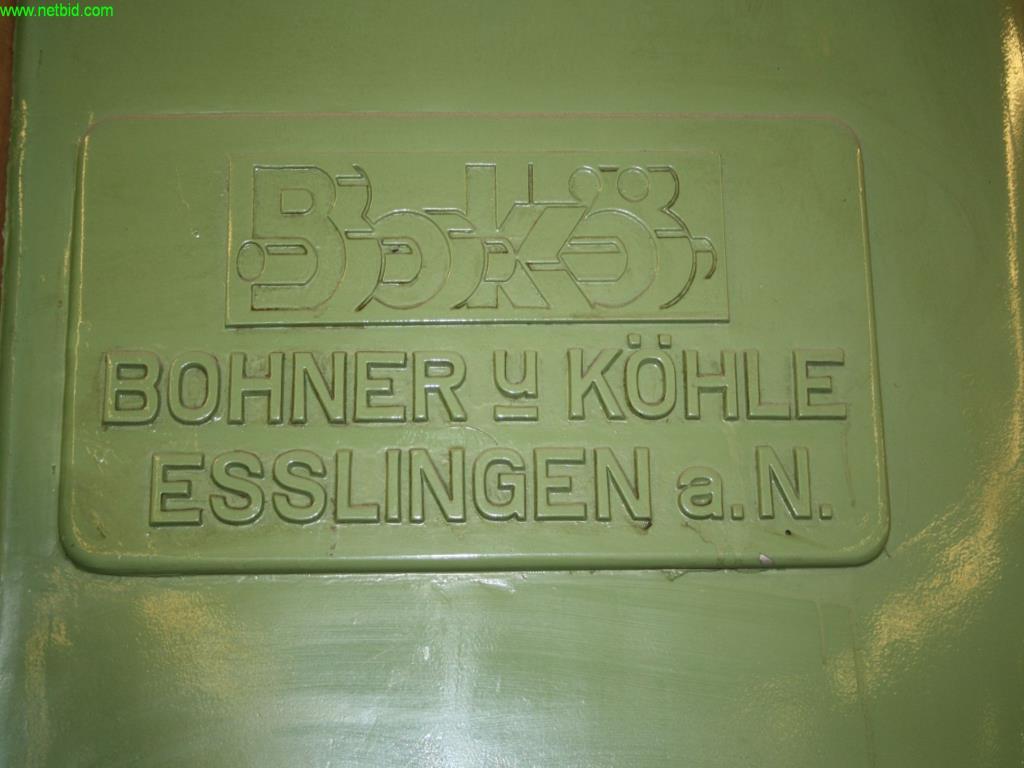 www.netbid.com
Bokö
BOHNER u KÖHLE
ESSLINGEN a.N.